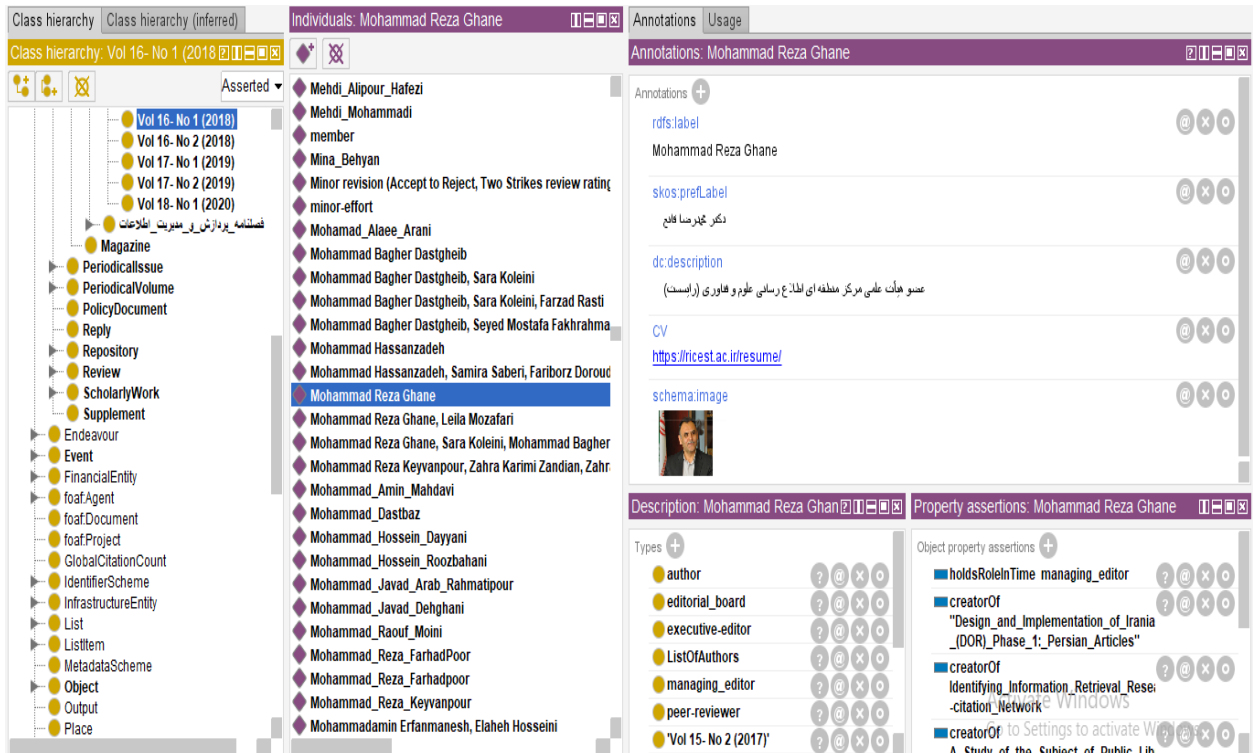 Class hierarchy
Class hierarchy (inferred)
Class hierarchy: Vol 16- No 1 (2018
Asserted
Vol 16- No 1 (2018)
Vol 16- No 2 (2018)
Vol 17- No 1 (2019)
Vol 17- No 2 (2019)
Vol 18- No 1 (2020)
فصلنامه_پردازش_و_مدیریت_اطلاعات
Magazine
PeriodicalIssue
PeriodicalVolume
PolicyDocument
Reply
Repository
Review
ScholarlyWork
Supplement
Endeavour
Event
FinancialEntity
foaf:Agent
foaf:Document
foaf:Project
GlobalCitationCount
IdentifierScheme
InfrastructureEntity
List
ListItem
MetadataScheme
Object
Output
Place
Individuals: Mohammad Reza Ghane
Mehdi_Alipour_Hafezi
Mehdi_Mohammadi
member
Mina_Behyan
Minor revision (Accept to Reject, Two Strikes review rating
minor-effort
Mohamad_Alaee_Arani
Mohammad Bagher Dastgheib
Mohammad Bagher Dastgheib, Sara Koleini
Mohammad Bagher Dastgheib, Sara Koleini, Farzad Rasti
Mohammad Bagher Dastgheib, Seyed Mostafa Fakhrahma
Mohammad Hassanzadeh
Mohammad Hassanzadeh, Samira Saberi, Fariborz Doroud
Mohammad Reza Ghane
Mohammad Reza Ghane, Leila Mozafari
Mohammad Reza Ghane, Sara Koleini, Mohammad Bagher
Mohammad Reza Keyvanpour, Zahra Karimi Zandian, Zahr
Mohammad_Amin_Mahdavi
Mohammad_Dastbaz
Mohammad_Hossein_Dayyani
Mohammad_Hossein_Roozbahani
Mohammad_Javad_Arab_Rahmatipour
Mohammad_Javad_Dehghani
Mohammad_Raouf_Moini
Mohammad_Reza_FarhadPoor
Mohammad_Reza_Farhadpoor
Mohammad_Reza_Keyvanpour
Mohammadamin Erfanmanesh, Elaheh Hosseini
Annotations
Usage
Annotations: Mohammad Reza Ghane
Annotations
rdfs:label
Mohammad Reza Ghane
skos:prefLabel
دکتر محمدرضا قانع
dc:description
عضو هیأت علمی مرکز منطقه ای اطلاع رسانی علوم و فناوری (رایسست)
CV
https://ricest.ac.ir/resume/
schema:image
Description: Mohammad Reza Ghan
Types
author
editorial_board
executive-editor
ListOfAuthors
managing_editor
peer-reviewer
'Vol 15- No 2 (2017)'
Property assertions: Mohammad Reza Ghane
Object property assertions
holdsRoleInTime managing_editor
creatorOf
"Design_and_Implementation_of_Irania
_(DOR)_Phase_1:_Persian_Articles"
creatorOf
Identifying_Information_Retrieval_Resea
-citation_Network
creatorOf
A_Study_of_the_Subject_of_Public_Lib
Activate Windows
Go to Settings to activate Windows.